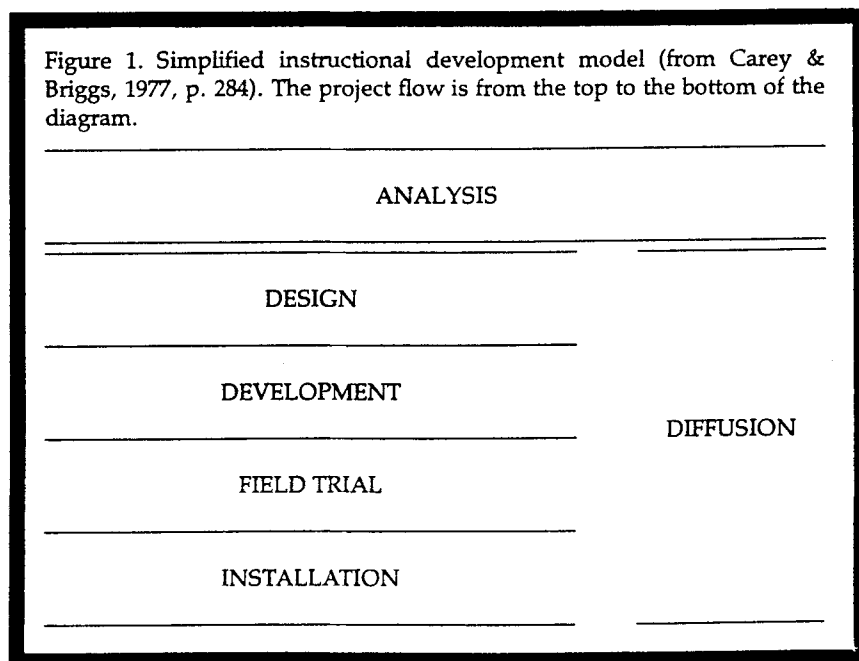 Figure 1. Simplified instructional development model (from Carey &
Briggs, 1977, p. 284). The project flow is from the top to the bottom of the
diagram.
ANALYSIS
DESIGN
DEVELOPMENT
DIFFUSION
FIELD TRIAL
INSTALLATION